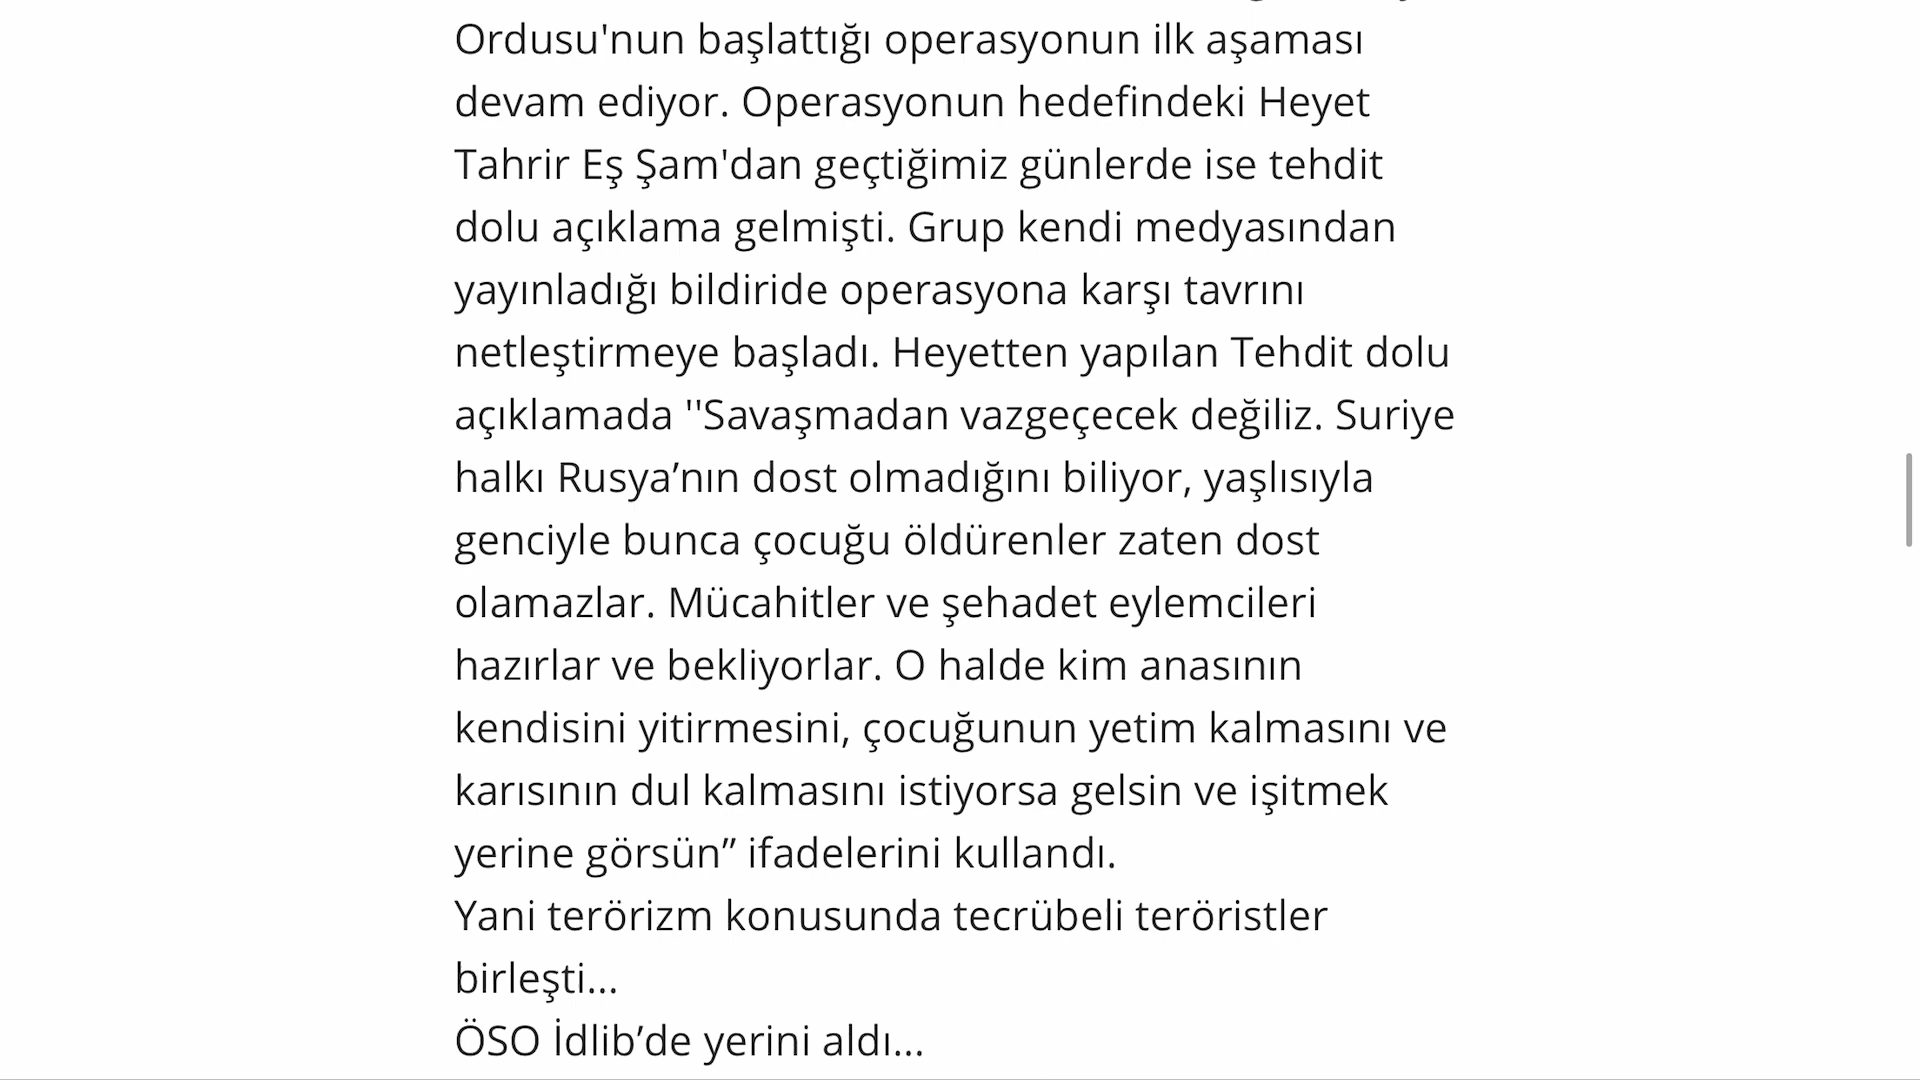 Ordusu'nun başlattığı operasyonun ilk aşaması
devam ediyor. Operasyonun hedefindeki Heyet
Tahrir Eş Şam'dan geçtiğimiz günlerde ise tehdit
dolu açıklama gelmişti. Grup kendi medyasından
yayınladığı bildiride operasyona karşı tavrını
netleştirmeye başladı. Heyetten yapılan Tehdit dolu
açıklamada ''Savaşmadan vazgeçecek değiliz. Suriye
halkı Rusya’nın dost olmadığını biliyor, yaşlısıyla
genciyle bunca çocuğu öldürenler zaten dost
olamazlar. Mücahitler ve şehadet eylemcileri
hazırlar ve bekliyorlar. O halde kim anasının
kendisini yitirmesini, çocuğunun yetim kalmasını ve
karısının dul kalmasını istiyorsa gelsin ve işitmek
yerine görsün” ifadelerini kullandı.
Yani terörizm konusunda tecrübeli teröristler
birleşti...
ÖSO İdlib’de yerini aldı...